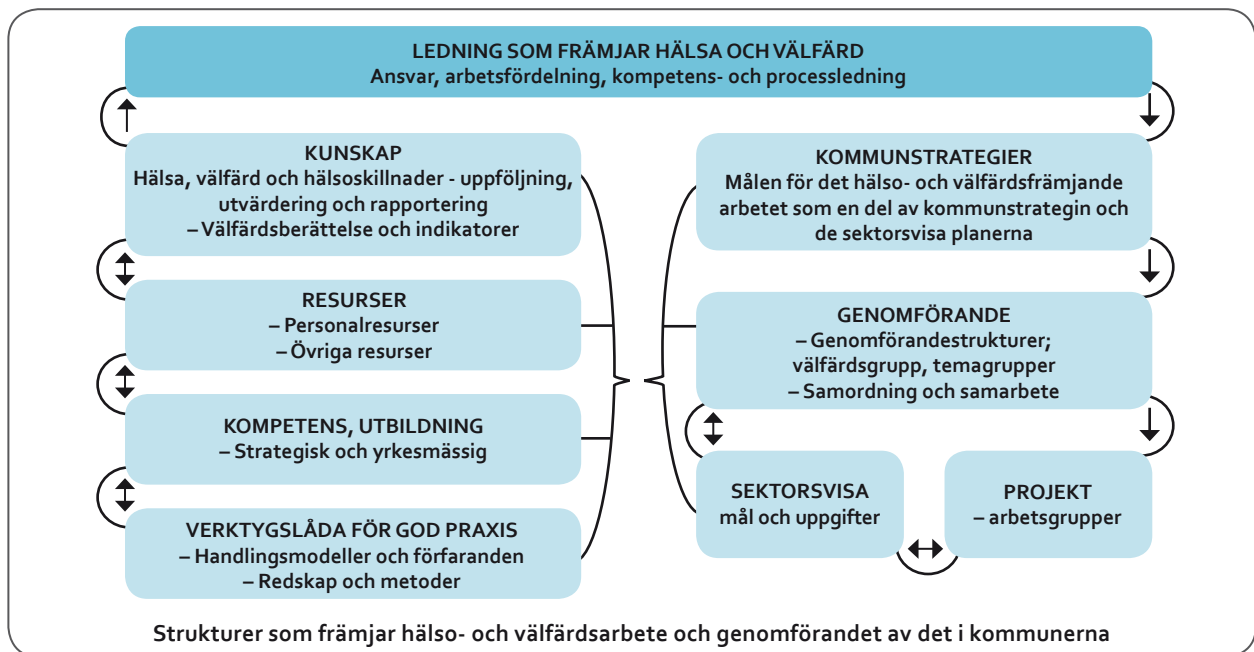 LEDNING SOM FRÄMJAR HÄLSA OCH VÄLFÄRD
Ansvar, arbetsfördelning, kompetens- och processledning
KUNSKAP
Hälsa, välfärd och hälsoskillnader - uppföljning,
utvärdering och rapportering
– Välfärdsberättelse och indikatorer
RESURSER
– Personalresurser
– Övriga resurser
KOMPETENS, UTBILDNING
– Strategisk och yrkesmässig
VERKTYGSLÅDA FÖR GOD PRAXIS
– Handlingsmodeller och förfaranden
– Redskap och metoder
KOMMUNSTRATEGIER
Målen för det hälso- och välfärdsfrämjande
arbetet som en del av kommunstrategin och
de sektorsvisa planerna
GENOMFÖRANDE
– Genomförandestrukturer;
välfärdsgrupp, temagrupper
– Samordning och samarbete
SEKTORSVISA
mål och uppgifter
PROJEKT
– arbetsgrupper
Strukturer som främjar hälso- och välfärdsarbete och genomförandet av det i kommunerna